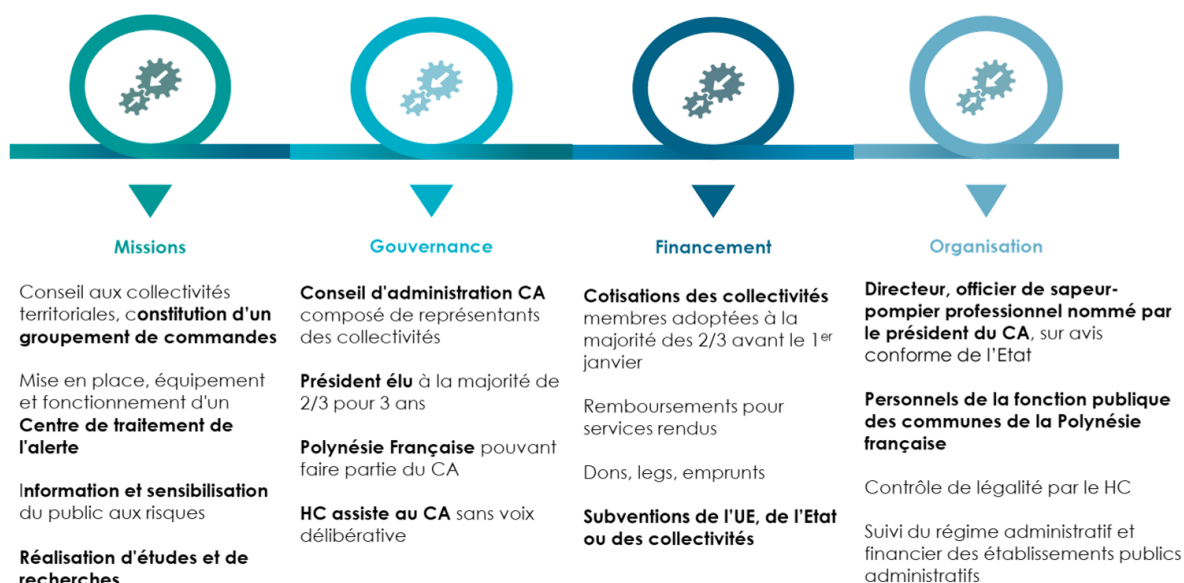 Missions
Conseil aux collectivités
territoriales, constitution d'un
groupement de commandes
Mise en place, équipement
et fonctionnement d'un
Centre de traitement de
l'alerte
Information et sensibilisation
du public aux risques
Réalisation d'études et de
recherches
Gouvernance
Conseil d'administration CA
composé de représentants
des collectivités
Président élu à la majorité de
2/3 pour 3 ans
Polynésie Française pouvant
faire partie du CA
HC assiste au CA sans voix
délibérative
Financement
Cotisations des collectivités
membres adoptées à la
majorité des 2/3 avant le 1er
janvier
Remboursements pour
services rendus
Dons, legs, emprunts
Subventions de l'UE, de l'Etat
ou des collectivités
Organisation
Directeur, officier de sapeur-
pompier professionnel nommé par
le président du CA, sur avis
conforme de l'Etat
Personnels de la fonction publique
des communes de la Polynésie
française
Contrôle de légalité par le HC
Suivi du régime administratif et
financier des établissements publics
administratifs